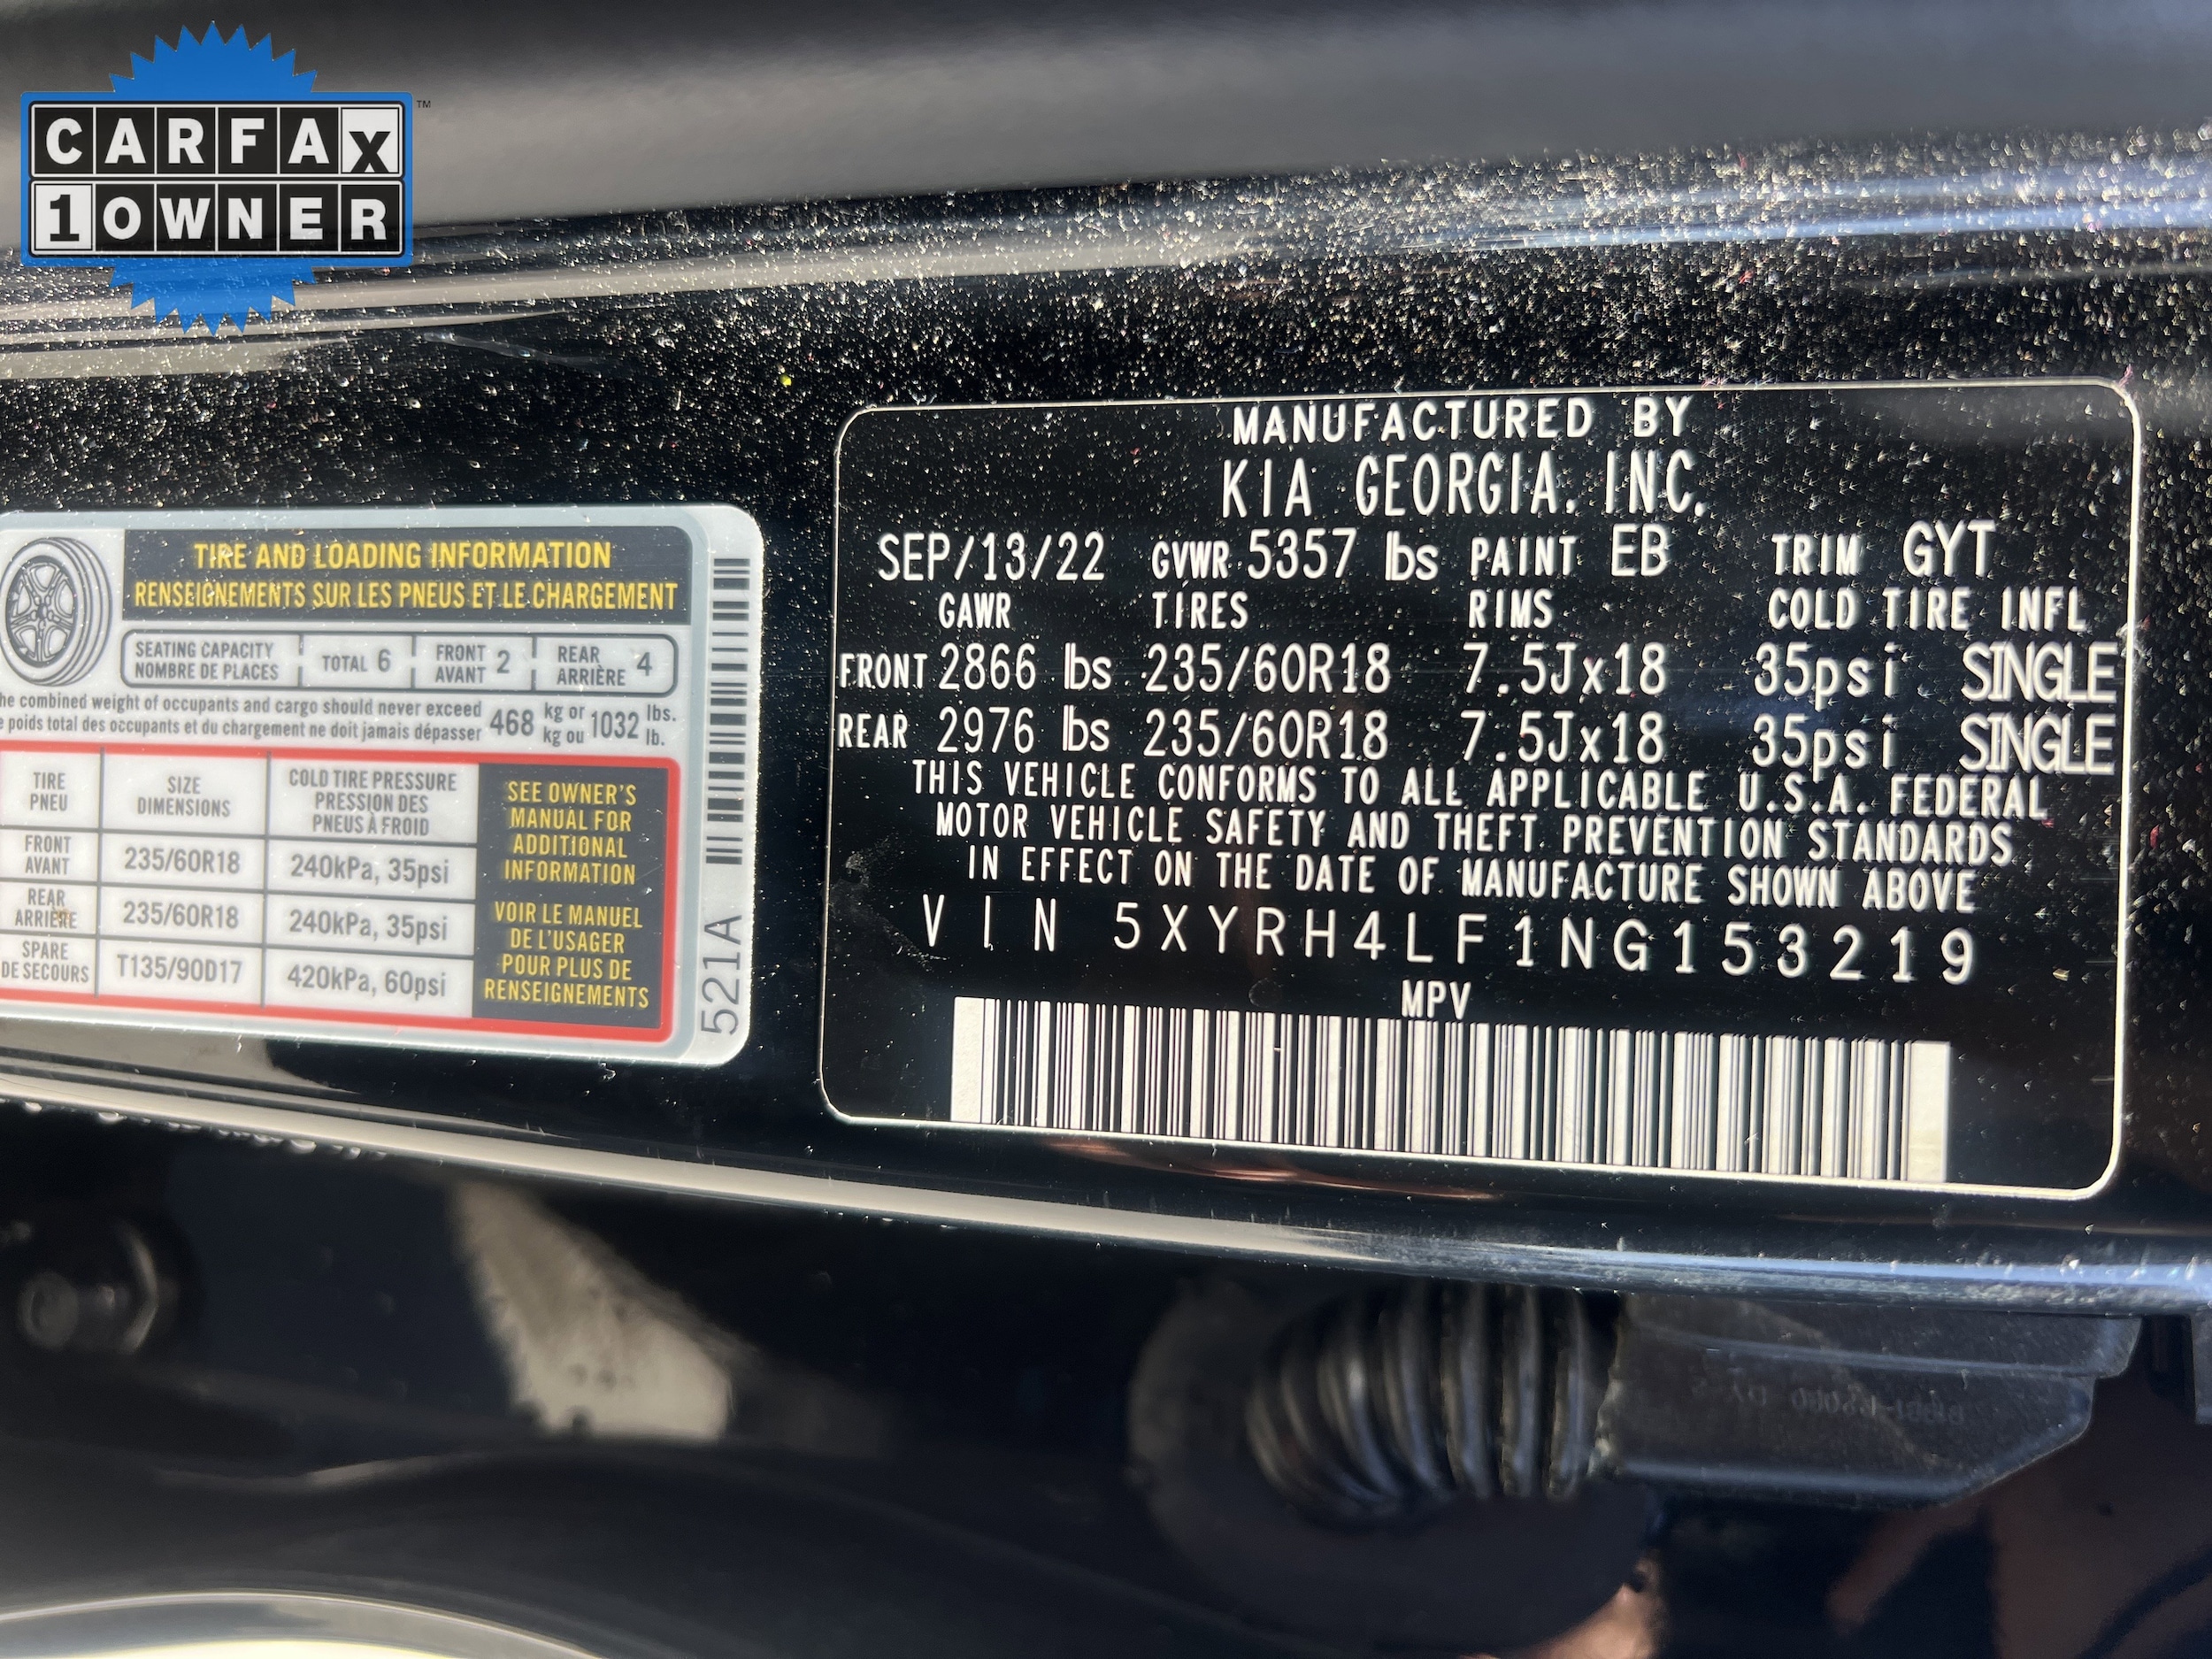 CARFAX
1OWNER
™
TIRE AND LOADING INFORMATION
RENSEIGNEMENTS SUR LES PNEUS ET LE CHARGEMENT
SEATING CAPACITY
NOMBRE DE PLACES
TOTAL 6
FRONT
AVANT 2
REAR
ARRIÈRE 4
combined weight of occupants and cargo should never exceed
poids total des occupants et du chargement ne doit jamais dépasser
468 kg or 1032 lbs.
kg ou lb.
TIRE
PNEU
SIZE
DIMENSIONS
COLD TIRE PRESSURE
PRESSION DES
PNEUS À FROID
FRONT
AVANT
235/60R18
240kPa, 35psi
REAR
ARRIÈRE
235/60R18
240kPa, 35psi
SPARE
DE SECOURS
T135/90D17
420kPa, 60psi
SEE OWNER'S
MANUAL FOR
ADDITIONAL
INFORMATION
VOIR LE MANUEL
DE L'USAGER
POUR PLUS DE
RENSEIGNEMENTS
521A
MANUFACTURED BY
KIA GEORGIA, INC.
SEP/13/22 GVWR 5357 lbs PAINT EB TRIM GYT
GAWR TIRES RIMS COLD TIRE INFL
FRONT 2866 lbs 235/60R18 7.5Jx18 35psi SINGLE
REAR 2976 lbs 235/60R18 7.5Jx18 35psi SINGLE
THIS VEHICLE CONFORMS TO ALL APPLICABLE U.S.A. FEDERAL
MOTOR VEHICLE SAFETY AND THEFT PREVENTION STANDARDS
IN EFFECT ON THE DATE OF MANUFACTURE SHOWN ABOVE
VIN 5XYRH4LF1NG153219
MPV